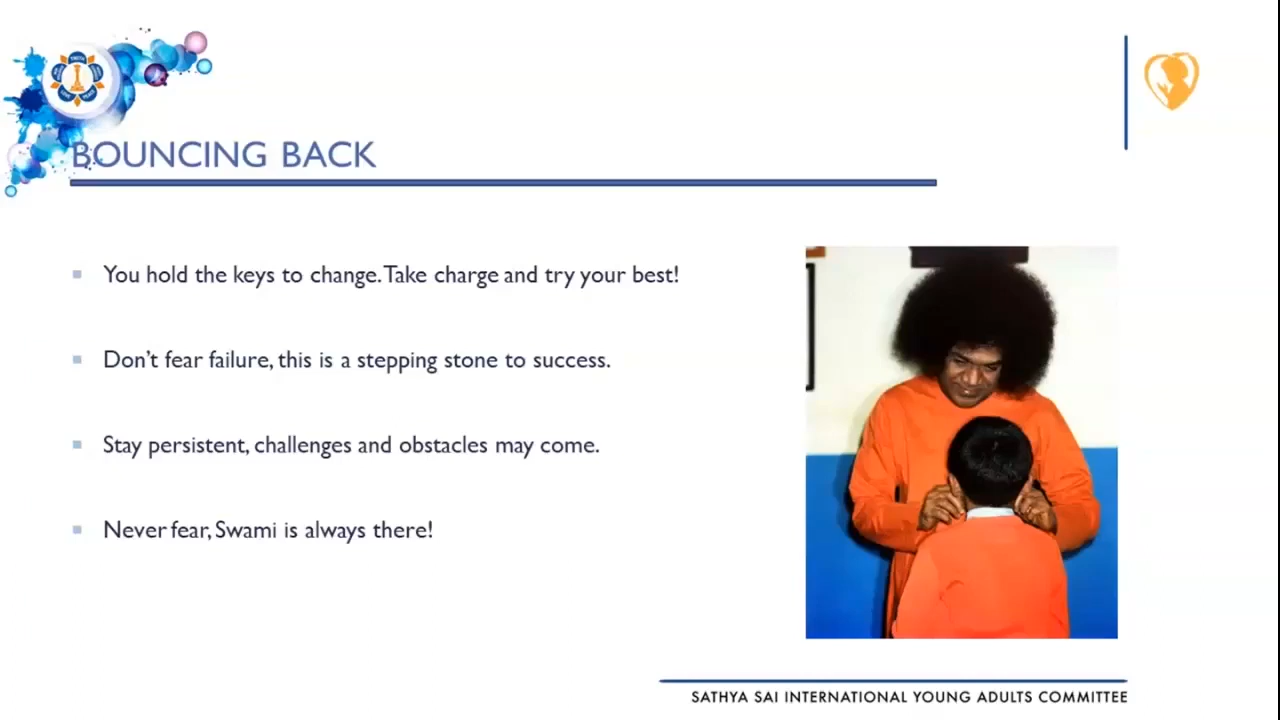 BOUNCING BACK
You hold the keys to change. Take charge and try your best!
Don't fear failure, this is a stepping stone to success.
Stay persistent, challenges and obstacles may come.
Never fear, Swami is always there!
SATHYA SAI INTERNATIONAL YOUNG ADULTS COMMITTEE